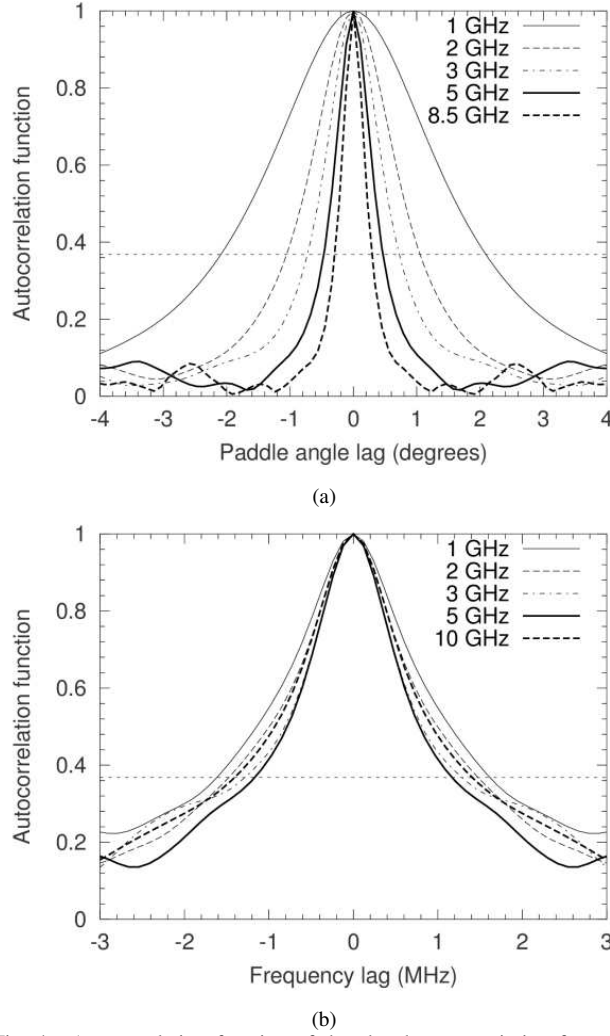 1 GHz
2 GHz
3 GHz
5 GHz
8.5 GHz
Autocorrelation function
1
0.8
0.6
0.4
0.2
0
-4 -3 -2 -1 0 1 2 3 4
Paddle angle lag (degrees)
(a)
1 GHz
2 GHz
3 GHz
5 GHz
10 GHz
Autocorrelation function
1
0.8
0.6
0.4
0.2
0
-3 -2 -1 0 1 2 3
Frequency lag (MHz)
(b)